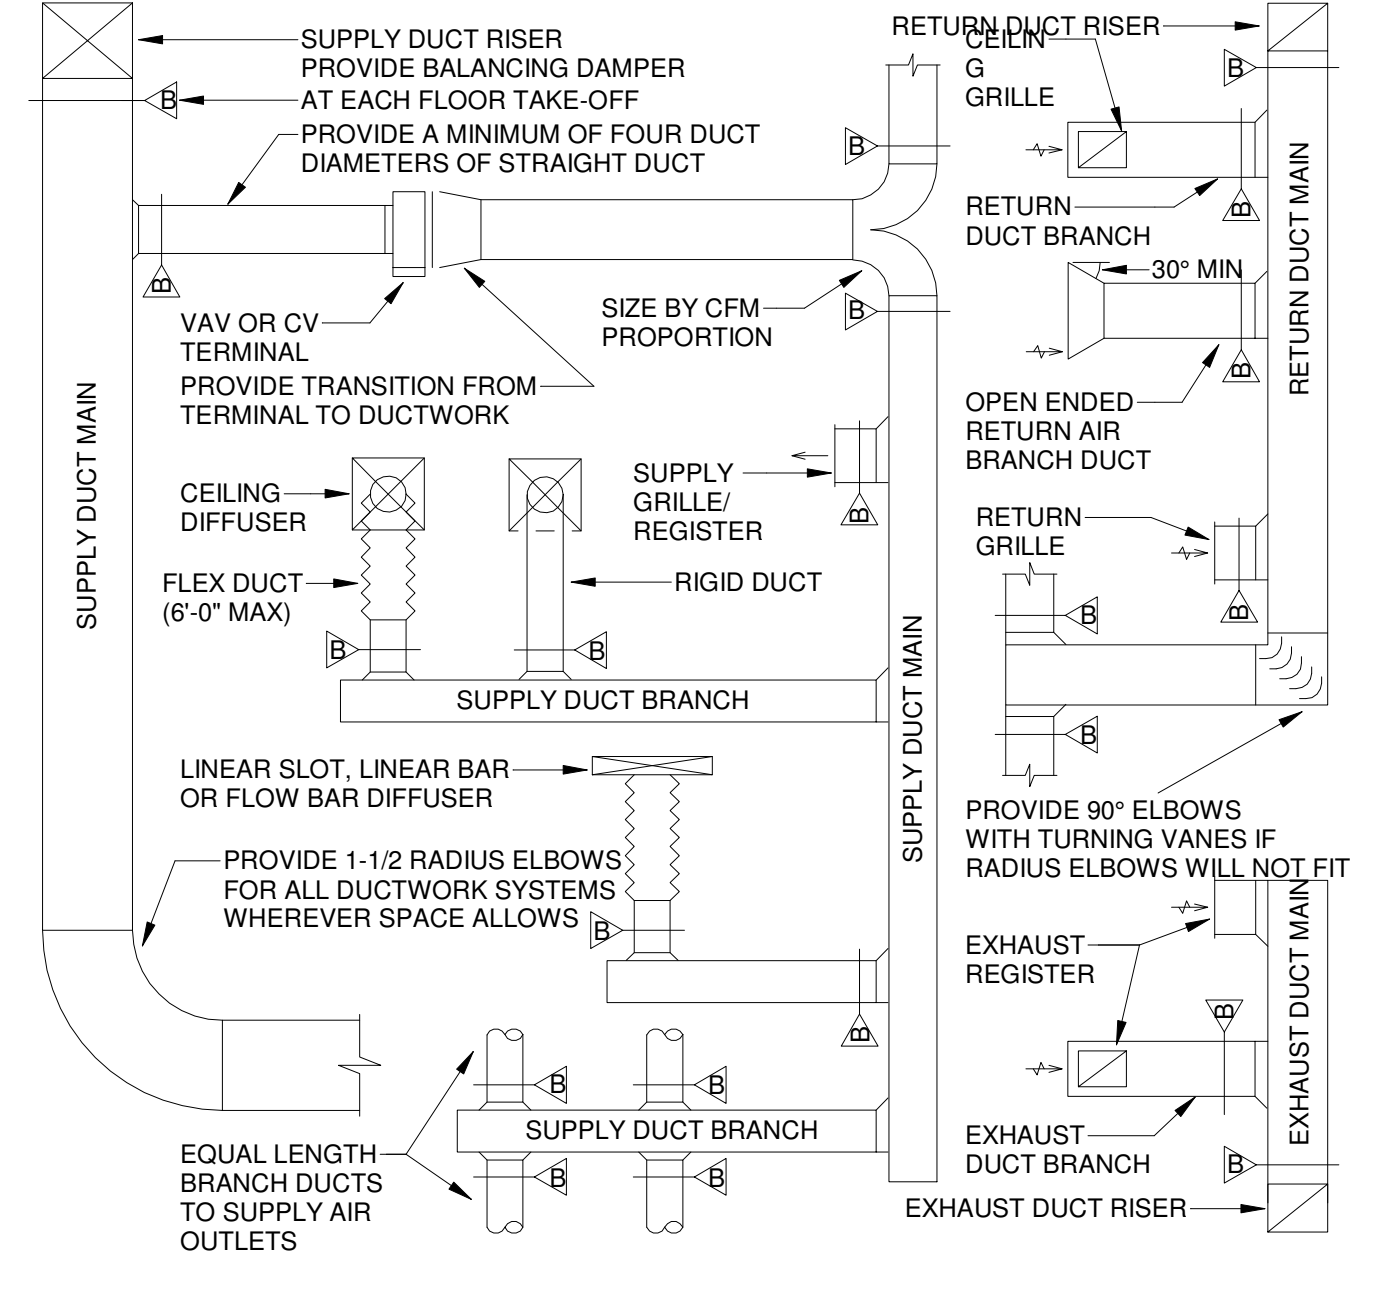 SUPPLY DUCT RISER
PROVIDE BALANCING DAMPER
AT EACH FLOOR TAKE-OFF
B
PROVIDE A MINIMUM OF FOUR DUCT
DIAMETERS OF STRAIGHT DUCT
B
VAV OR CV
TERMINAL
PROVIDE TRANSITION FROM
TERMINAL TO DUCTWORK
SIZE BY CFM
PROPORTION
B
B
SUPPLY DUCT MAIN
CEILING
DIFFUSER
FLEX DUCT
(6'-0" MAX)
RIGID DUCT
B
B
SUPPLY
GRILLE/
REGISTER
B
SUPPLY DUCT BRANCH
SUPPLY DUCT MAIN
LINEAR SLOT, LINEAR BAR
OR FLOW BAR DIFFUSER
PROVIDE 1-1/2 RADIUS ELBOWS
FOR ALL DUCTWORK SYSTEMS
WHEREVER SPACE ALLOWS
B
B
B
B
SUPPLY DUCT BRANCH
B
B
EQUAL LENGTH
BRANCH DUCTS
TO SUPPLY AIR
OUTLETS
RETURN DUCT RISER
CEILIN
G
GRILLE
B
B
RETURN
DUCT BRANCH
RETURN DUCT MAIN
30° MIN
B
OPEN ENDED
RETURN AIR
BRANCH DUCT
RETURN
GRILLE
B
B
B
PROVIDE 90° ELBOWS
WITH TURNING VANES IF
RADIUS ELBOWS WILL NOT FIT
EXHAUST
REGISTER
B
EXHAUST DUCT MAIN
EXHAUST
DUCT BRANCH
B
EXHAUST DUCT RISER